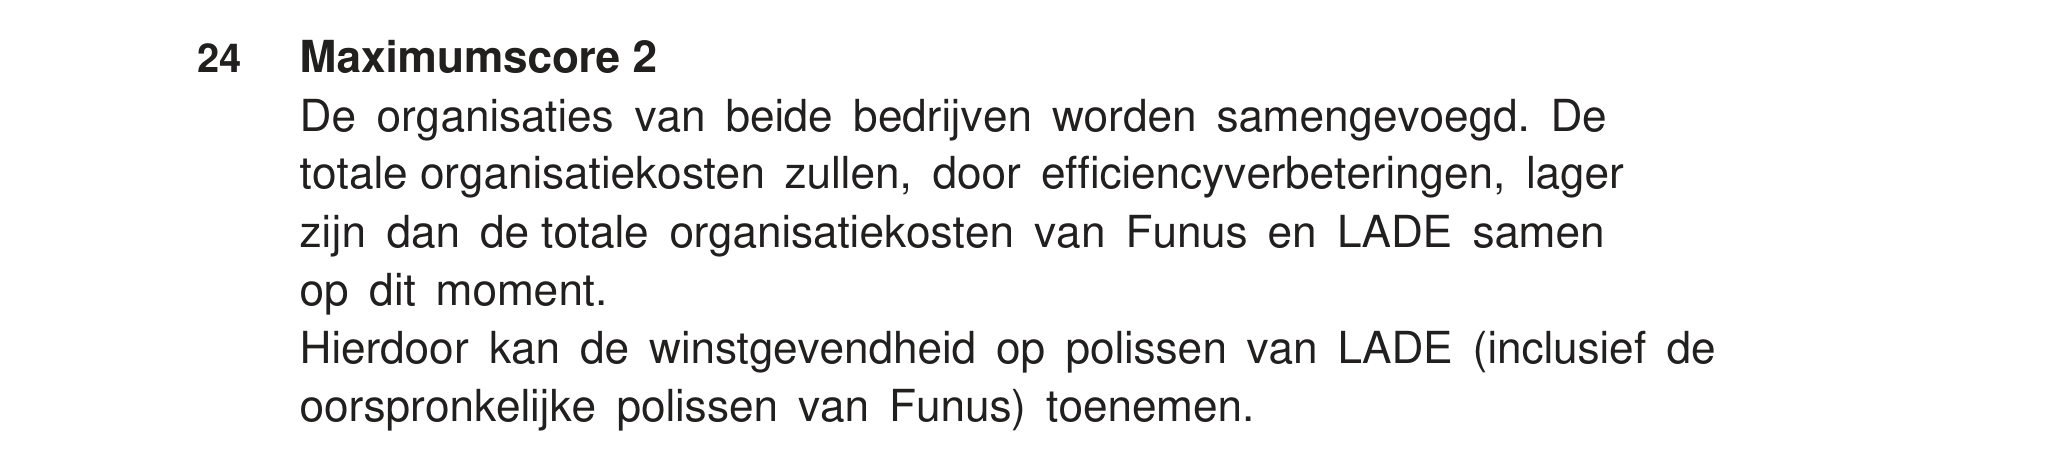 24 Maximumscore 2
De organisaties van beide bedrijven worden samengevoegd. De
totale organisatiekosten zullen, door efficiencyverbeteringen, lager
zijn dan de totale organisatiekosten van Funus en LADE samen
op dit moment.
Hierdoor kan de winstgevendheid op polissen van LADE (inclusief de
oorspronkelijke polissen van Funus) toenemen.